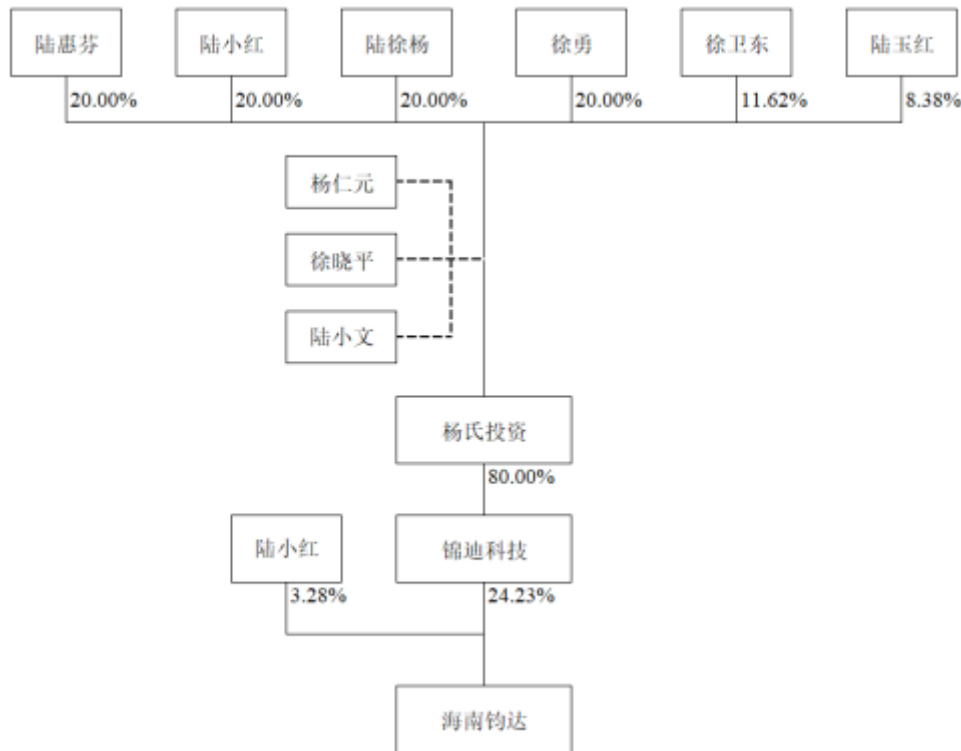 陆惠芬 陆小红 陆徐杨 徐勇 徐卫东 陆玉红
20.00% 20.00% 20.00% 20.00% 11.62% 8.38%
杨仁元
徐晓平
陆小文
杨氏投资
80.00%
陆小红 锦迪科技
3.28% 24.23%
海南钧达